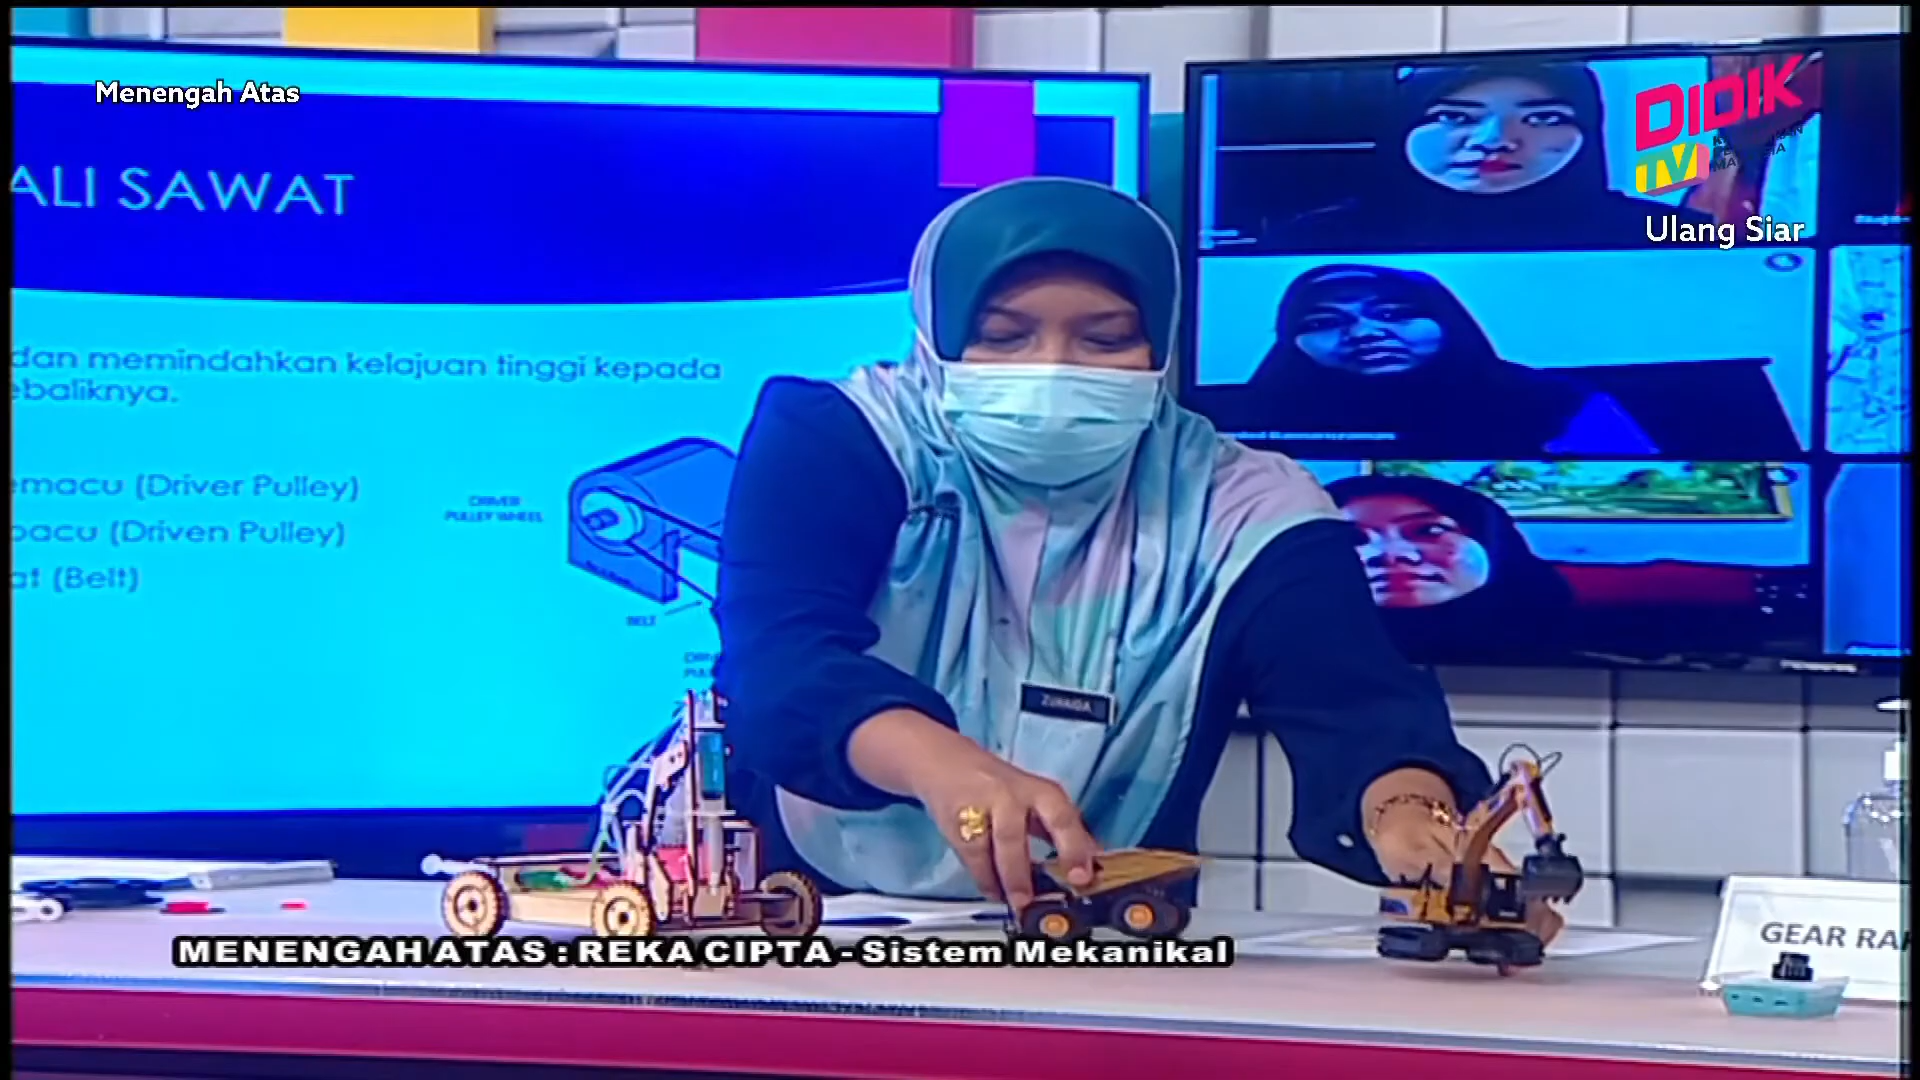 Menengah Atas
DIDIK
TV
Ulang Siar
ALI SAWAT
dan memindahkan kelajuan tinggi kepada
ebaliknya.
emacu (Driver Pulley)
pacu (Driven Pulley)
at (Belt)
DRIVER
PULLEY WHEEL
BELT
ZURAIDA
GEAR RA
MENENGAH ATAS : REKA CIPTA - Sistem Mekanikal